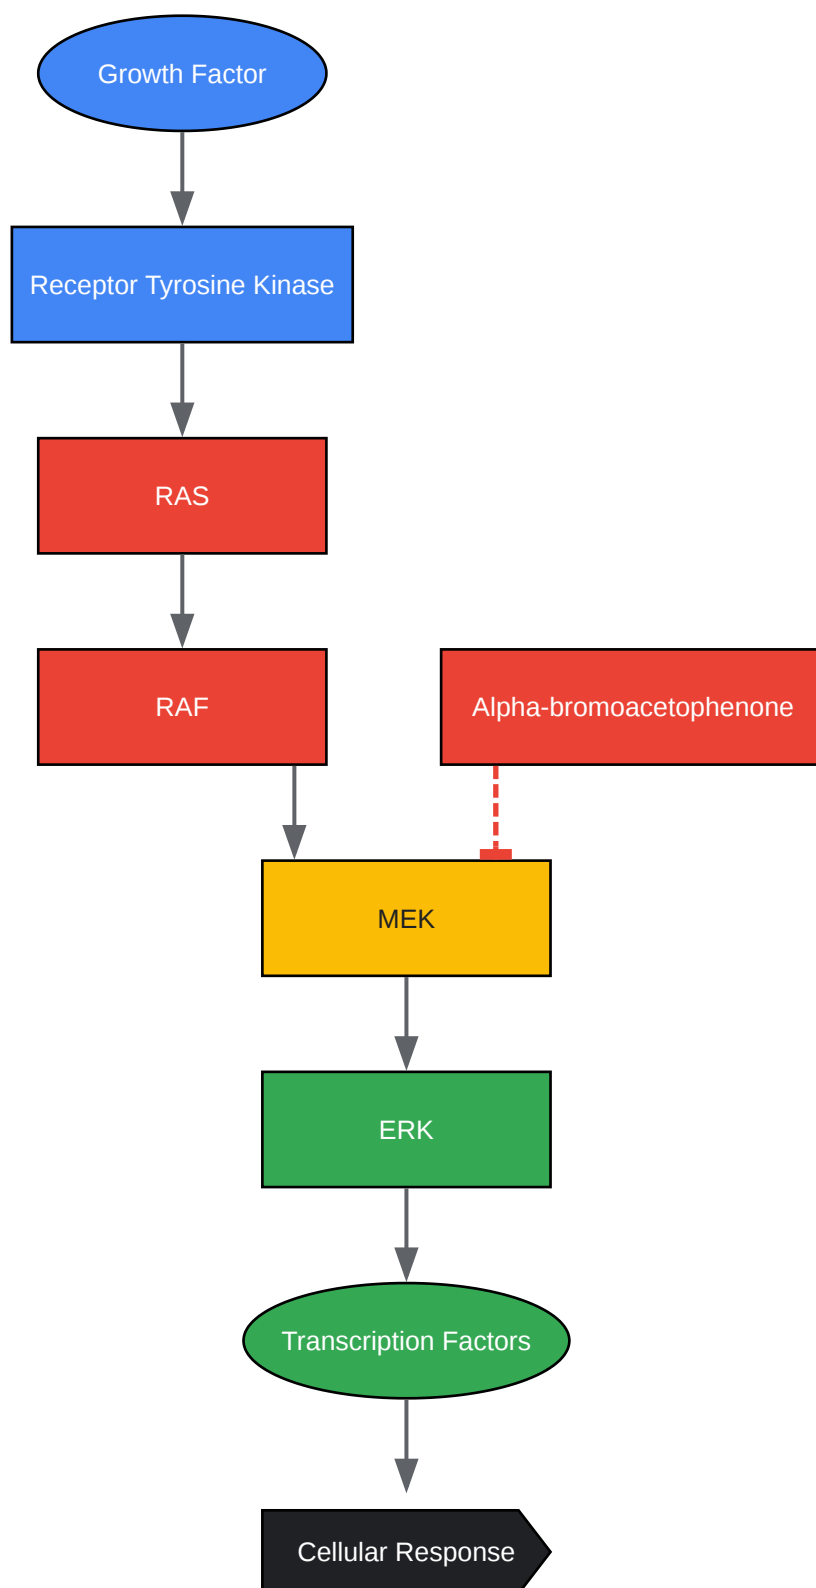 Growth Factor
Receptor Tyrosine Kinase
RAS
RAF
Alpha-bromoacetophenone
MEK
ERK
Transcription Factors
Cellular Response